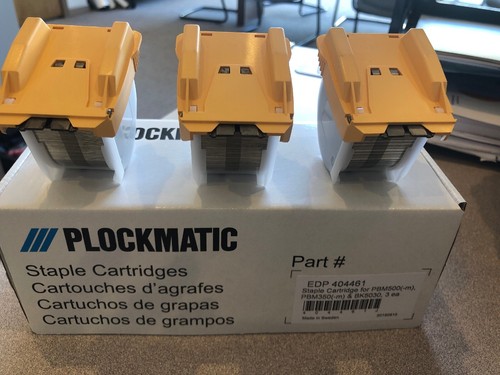 PLOCKMATIC
PLOCKMATIC
Staple Cartridges
Cartouches d'agrafes
Cartuchos de grapas
Cartuchos de grampos
Part #
EDP 404461
Staple Cartridge for PBM500(-m),
PBM350(-m) & BK5030, 3 ea
Made in Sweden